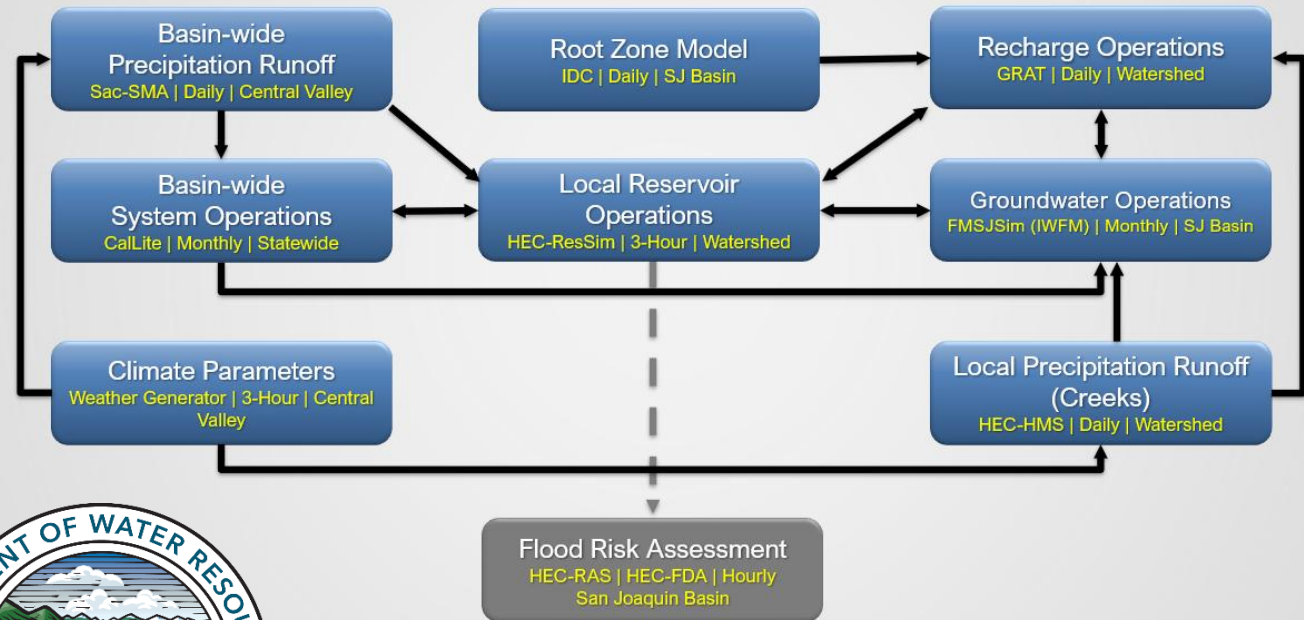 Basin-wide
Precipitation Runoff
Sac-SMA | Daily | Central Valley
Root Zone Model
IDC | Daily | SJ Basin
Recharge Operations
GRAT | Daily | Watershed
Basin-wide
System Operations
CalLite | Monthly | Statewide
Local Reservoir
Operations
HEC-ResSim | 3-Hour | Watershed
Groundwater Operations
FMSJSim (IWFM) | Monthly | SJ Basin
Climate Parameters
Weather Generator | 3-Hour | Central
Valley
Local Precipitation Runoff
(Creeks)
HEC-HMS | Daily | Watershed
Flood Risk Assessment
HEC-RAS | HEC-FDA | Hourly
San Joaquin Basin
OF WATER